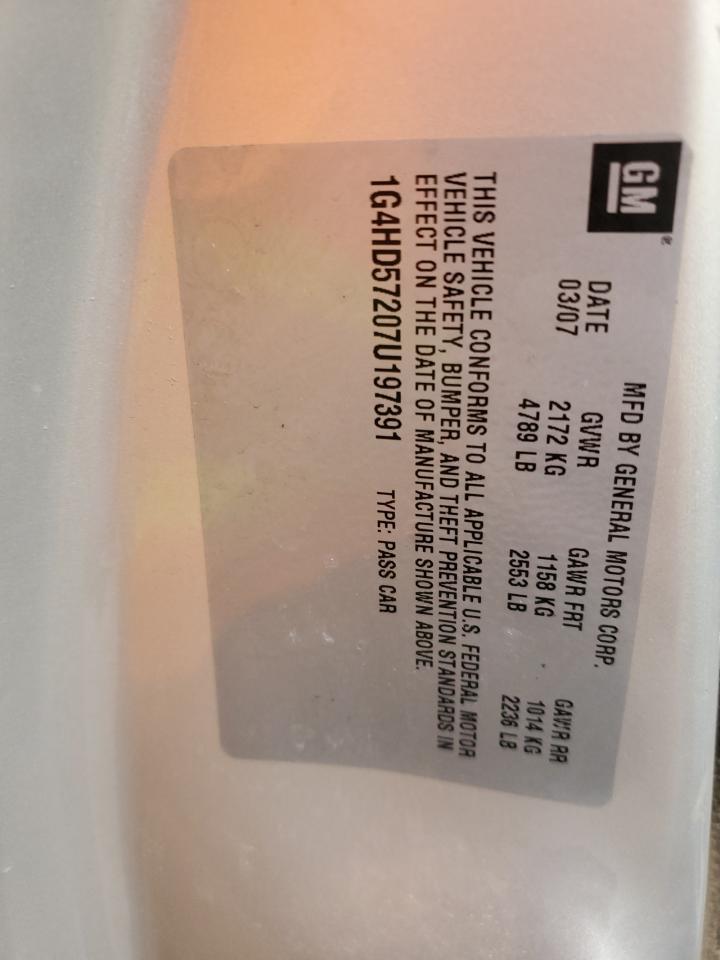 GM®
MFD BY GENERAL MOTORS CORP.
DATE GVWR GAWR FRT GAWR RR
03/07 2172 KG 1158 KG 1014 KG
4789 LB 2553 LB 2236 LB
THIS VEHICLE CONFORMS TO ALL APPLICABLE U.S. FEDERAL MOTOR
VEHICLE SAFETY, BUMPER, AND THEFT PREVENTION STANDARDS IN
EFFECT ON THE DATE OF MANUFACTURE SHOWN ABOVE.
1G4HD57207U197391 TYPE: PASS CAR